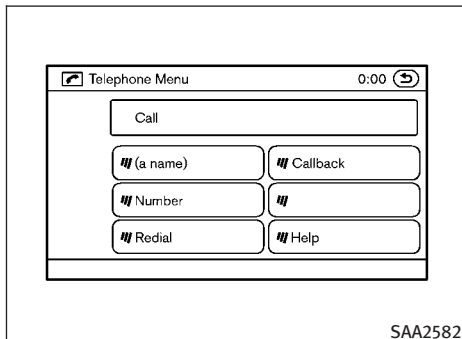 Telephone Menu 0:00
Call
(a name) Callback
Number
Redial Help
SAA2582